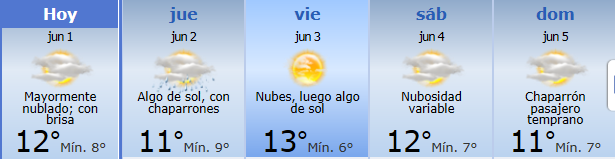 Hoy
jun 1
Mayormente
nublado; con
brisa
12° Mín. 8°
jue
jun 2
Algo de sol, con
chaparrones
11° Mín. 9°
vie
jun 3
Nubes, luego algo
de sol
13° Mín. 6°
sáb
jun 4
Nubosidad
variable
12° Mín. 7°
dom
jun 5
Chaparrón
pasajero
temprano
11° Mín. 7°